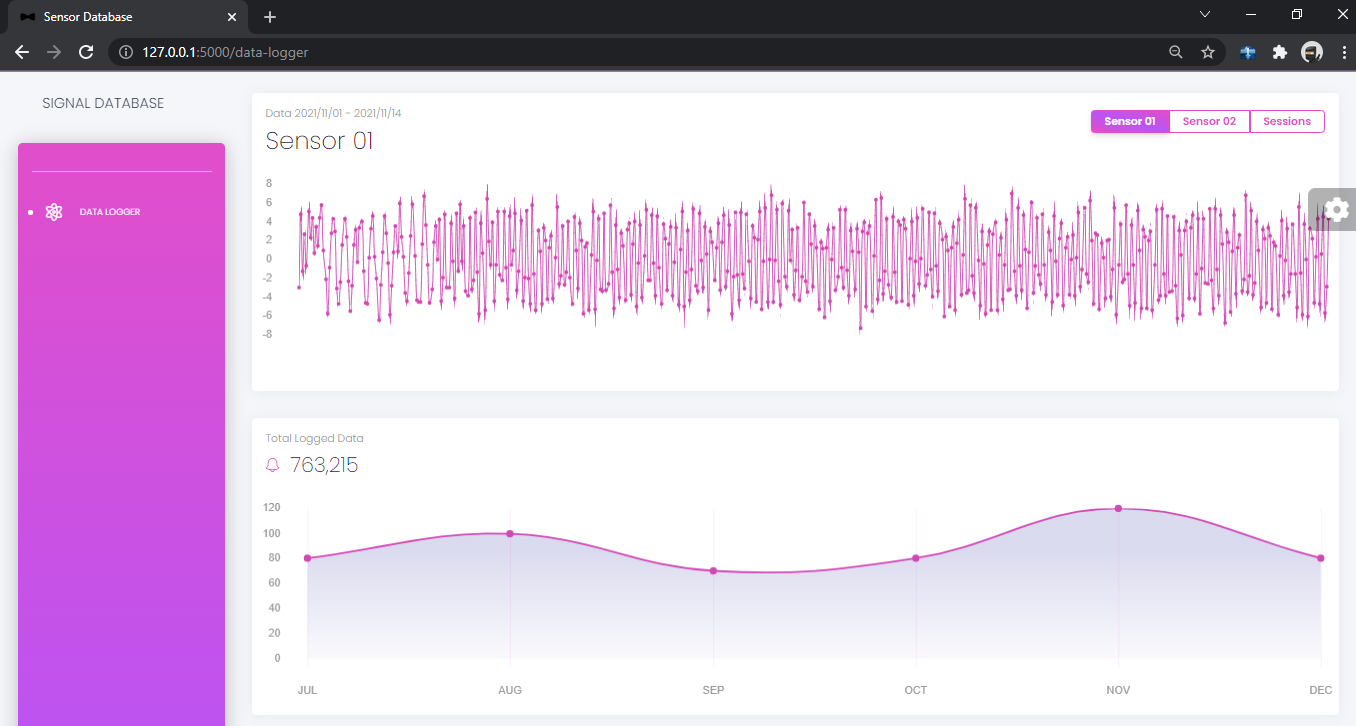 Sensor Database
127.0.0.1:5000/data-logger
SIGNAL DATABASE
DATA LOGGER
Data 2021/11/01 - 2021/11/14
Sensor 01
Sensor 01 Sensor 02 Sessions
8
6
4
2
0
-2
-4
-6
-8
Total Logged Data
763,215
120
100
80
60
40
20
0
JUL AUG SEP OCT NOV DEC